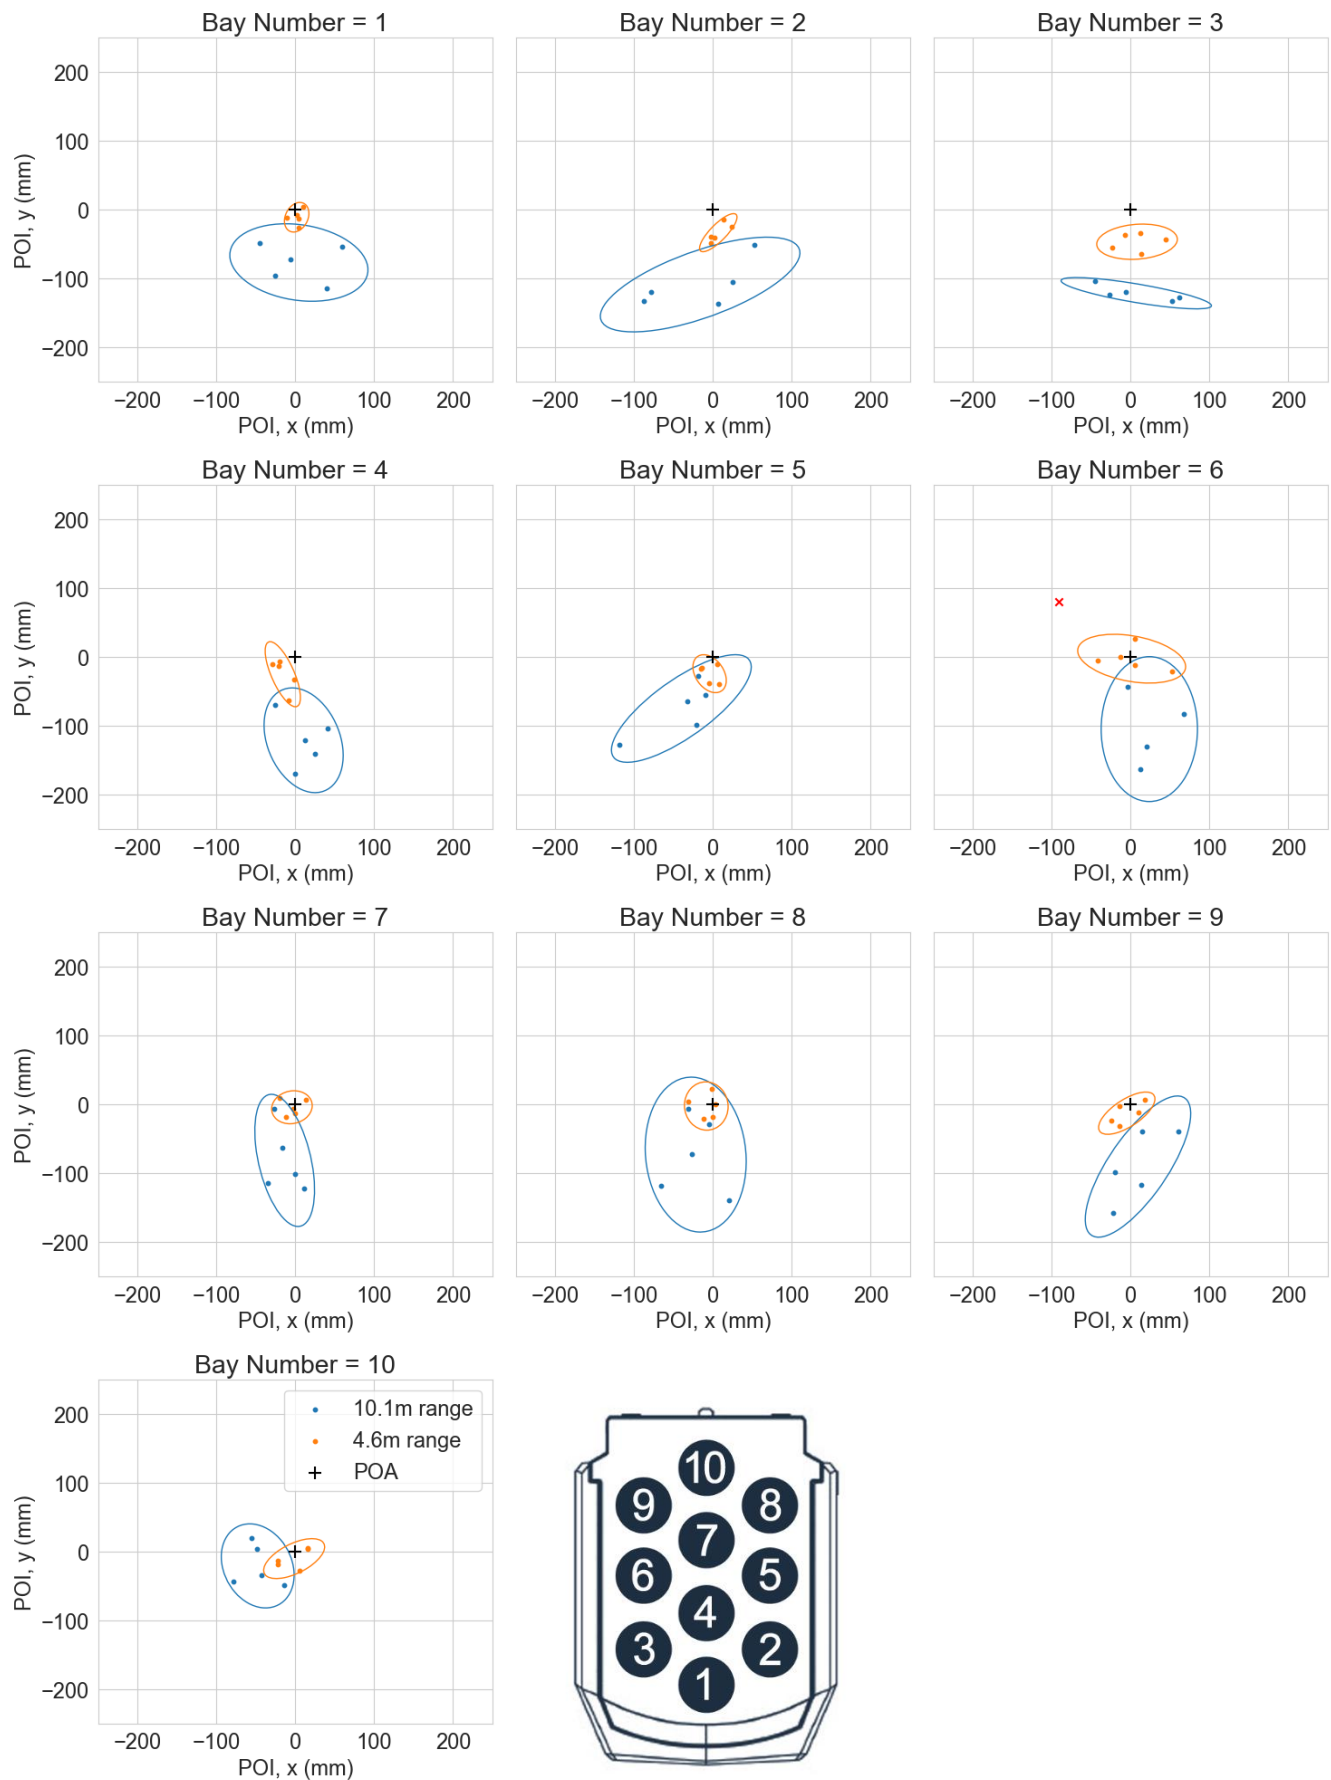 Bay Number = 1
Bay Number = 2
Bay Number = 3
POI, y (mm)
200
100
0
−100
−200
−200 −100 0 100 200
−200 −100 0 100 200
−200 −100 0 100 200
POI, x (mm)
POI, x (mm)
POI, x (mm)
Bay Number = 4
Bay Number = 5
Bay Number = 6
POI, y (mm)
200
100
0
−100
−200
−200 −100 0 100 200
−200 −100 0 100 200
−200 −100 0 100 200
POI, x (mm)
POI, x (mm)
POI, x (mm)
Bay Number = 7
Bay Number = 8
Bay Number = 9
POI, y (mm)
200
100
0
−100
−200
−200 −100 0 100 200
−200 −100 0 100 200
−200 −100 0 100 200
POI, x (mm)
POI, x (mm)
POI, x (mm)
Bay Number = 10
10.1m range
4.6m range
POA
POI, y (mm)
200
100
0
−100
−200
−200 −100 0 100 200
POI, x (mm)
10
9
8
7
6
5
4
3
2
1